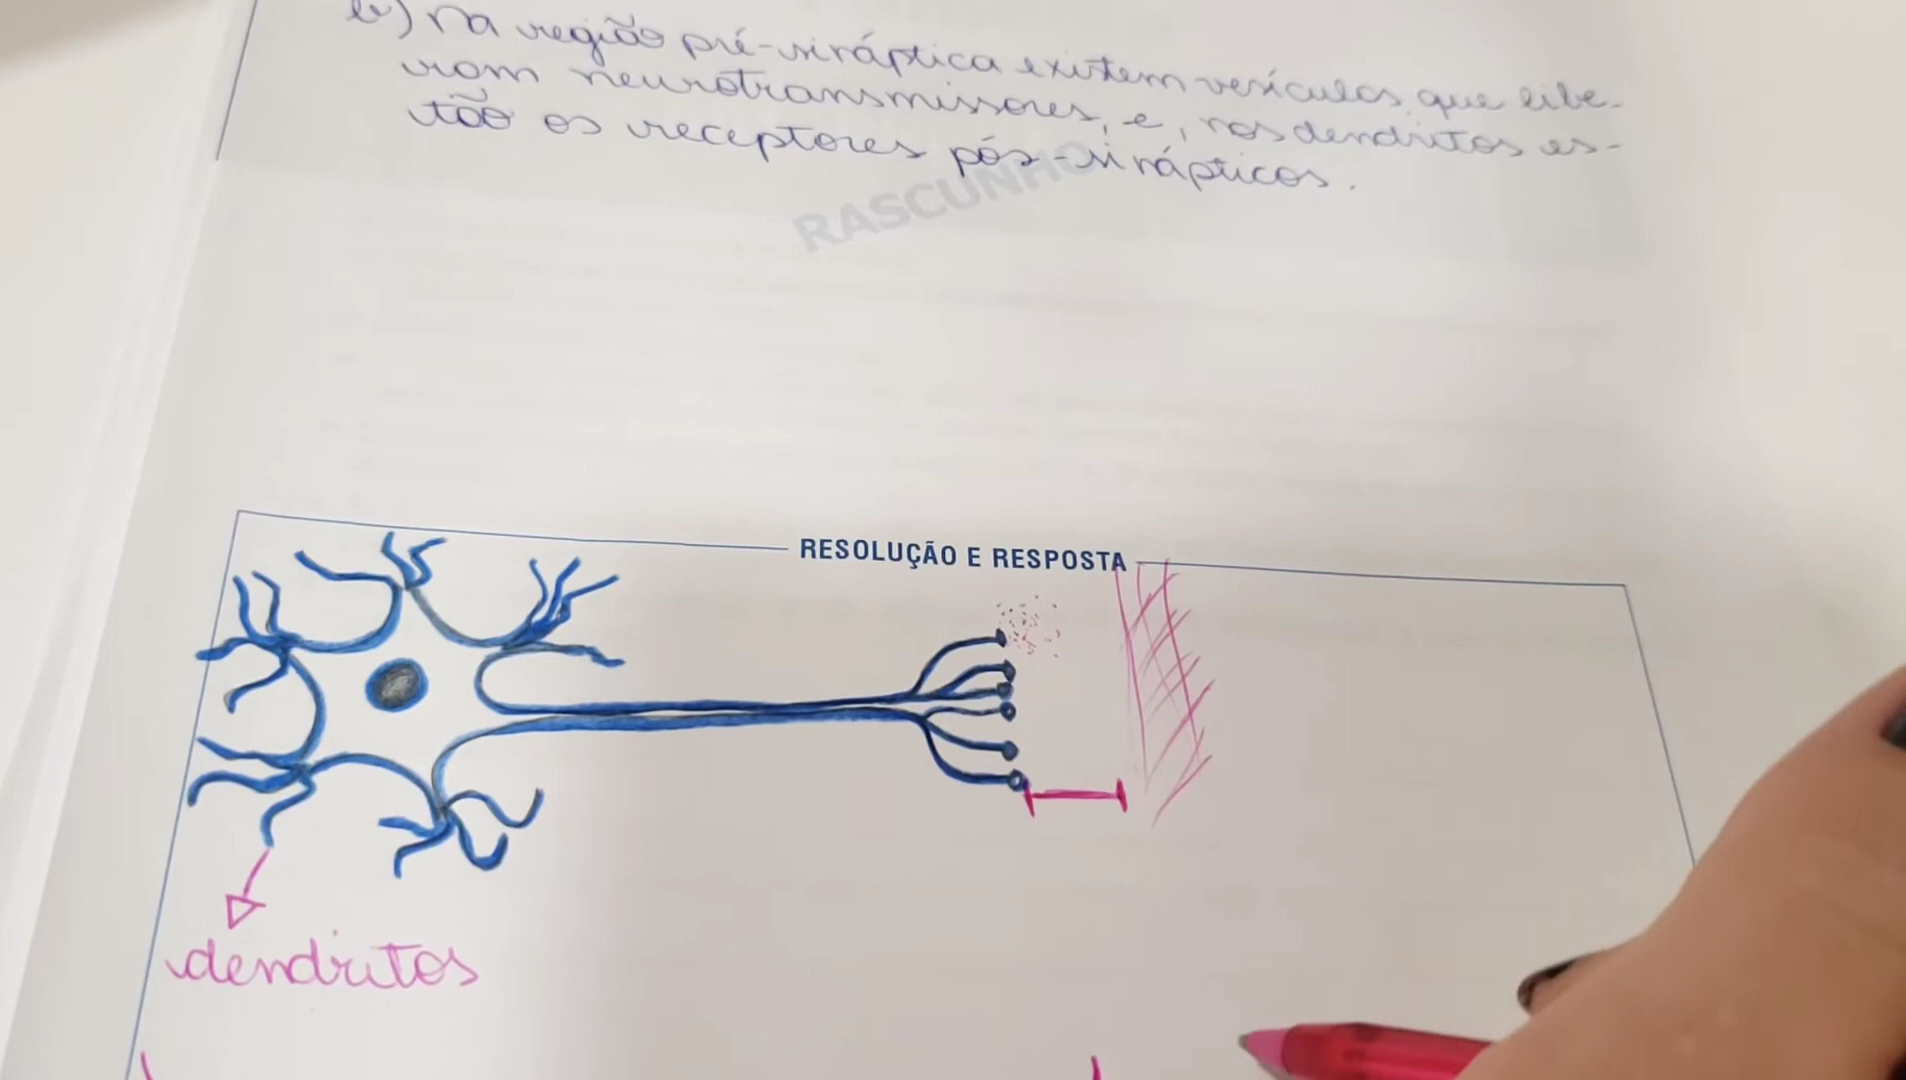 b) Na região pré-sináptica existem vesículas que libe-
ram neurotransmissores, e, nos dendritos es-
tão os receptores pós-sinápticos.
RASCUNHO
RESOLUÇÃO E RESPOSTA
dendritos